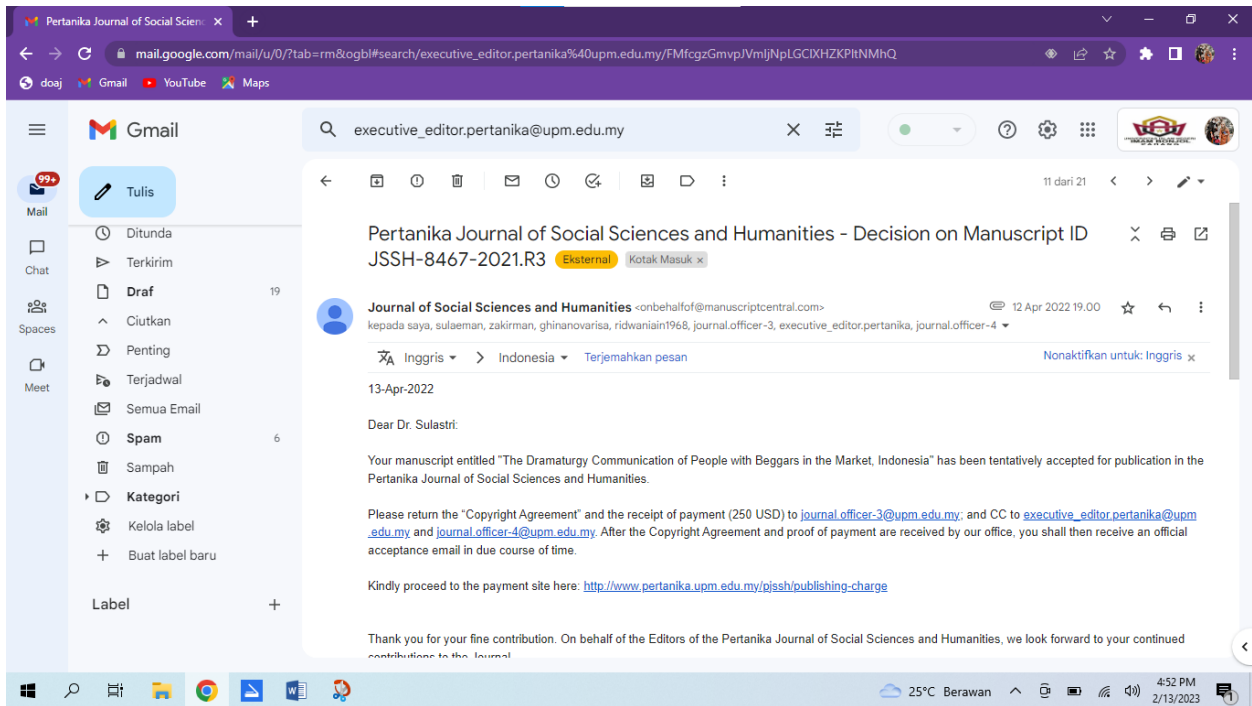 Pertanika Journal of Social Scienc
mail.google.com/mail/u/0/?tab=rm&ogbl#search/executive_editor.pertanika%40upm.edu.my/FMfcgzGmvpJVmljNpLGClXHZKPltNMhQ
doaj Gmail YouTube Maps
Gmail
executive_editor.pertanika@upm.edu.my
IMAM BONJOL
99+
Mail
Chat
Spaces
Meet
Tulis
Ditunda
Terkirim
Draf 19
Ciutkan
Penting
Terjadwal
Semua Email
Spam 6
Sampah
Kategori
Kelola label
Buat label baru
Label
11 dari 21
Pertanika Journal of Social Sciences and Humanities - Decision on Manuscript ID
JSSH-8467-2021.R3 Eksternal Kotak Masuk x
Journal of Social Sciences and Humanities <onbehalfof@manuscriptcentral.com> 12 Apr 2022 19.00
kepada saya, sulaeman, zakirman, ghinanovarisa, ridwaniain1968, journal.officer-3, executive_editor.pertanika, journal.officer-4
Inggris > Indonesia Terjemahkan pesan Nonaktifkan untuk: Inggris x
13-Apr-2022
Dear Dr. Sulastri:
Your manuscript entitled "The Dramaturgy Communication of People with Beggars in the Market, Indonesia" has been tentatively accepted for publication in the
Pertanika Journal of Social Sciences and Humanities.
Please return the “Copyright Agreement” and the receipt of payment (250 USD) to journal.officer-3@upm.edu.my; and CC to executive_editor.pertanika@upm
.edu.my and journal.officer-4@upm.edu.my. After the Copyright Agreement and proof of payment are received by our office, you shall then receive an official
acceptance email in due course of time.
Kindly proceed to the payment site here: http://www.pertanika.upm.edu.my/pjssh/publishing-charge
Thank you for your fine contribution. On behalf of the Editors of the Pertanika Journal of Social Sciences and Humanities, we look forward to your continued
contributions to the Journal.
25°C Berawan
4:52 PM
2/13/2023
1